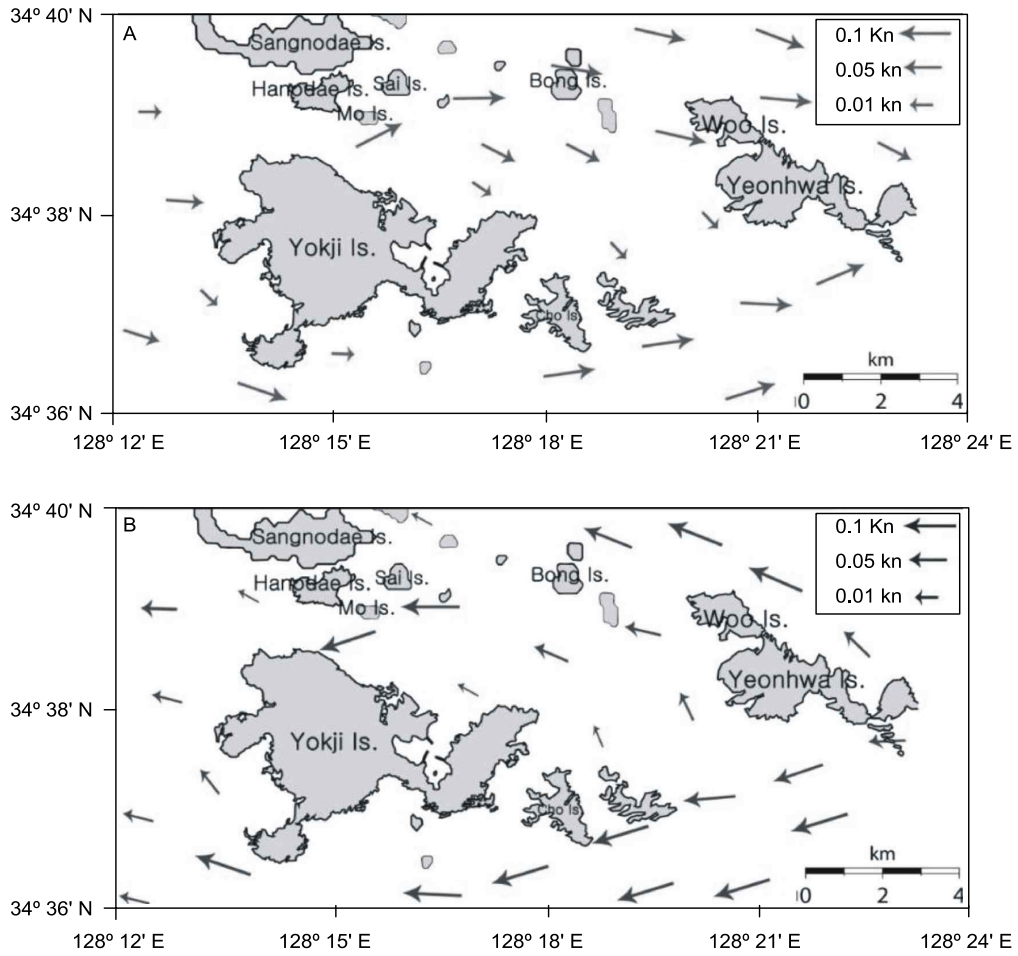 34º 40' N
A
Sangnodae Is.
0.1 Kn
0.05 kn
0.01 kn
Sai Is.
Bong Is.
Mo Is.
Woo Is.
34º 38' N
Yeonhwa Is.
Yokji Is.
Cho Is.
km
0 2 4
34º 36' N
128º 12' E 128º 15' E 128º 18' E 128º 21' E 128º 24' E
34º 40' N
B
Sangnodae Is.
0.1 Kn
0.05 kn
0.01 kn
Sai Is.
Bong Is.
Mo Is.
Woo Is.
34º 38' N
Yeonhwa Is.
Yokji Is.
Cho Is.
km
0 2 4
34º 36' N
128º 12' E 128º 15' E 128º 18' E 128º 21' E 128º 24' E